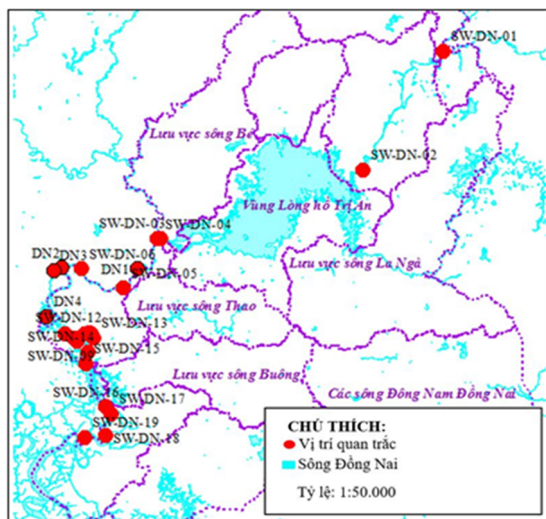 SW-DN-01
Lưu vực sông Bé
SW-DN-02
Vùng Lòng hồ Trị An
SW-DN-03
SW-DN-04
DN2
DN3
SW-DN-06
DN1
SW-DN-05
Lưu vực sông La Ngà
DN4
Lưu vực sông Thao
SW-DN-12
SW-DN-13
SW-DN-14
SW-DN-15
SW-DN-09
Lưu vực sông Buông
SW-DN-16
SW-DN-17
Các sông Đông Nam Đồng Nai
SW-DN-19
SW-DN-18
CHÚ THÍCH:
Vị trí quan trắc
Sông Đồng Nai
Tỷ lệ: 1:50.000